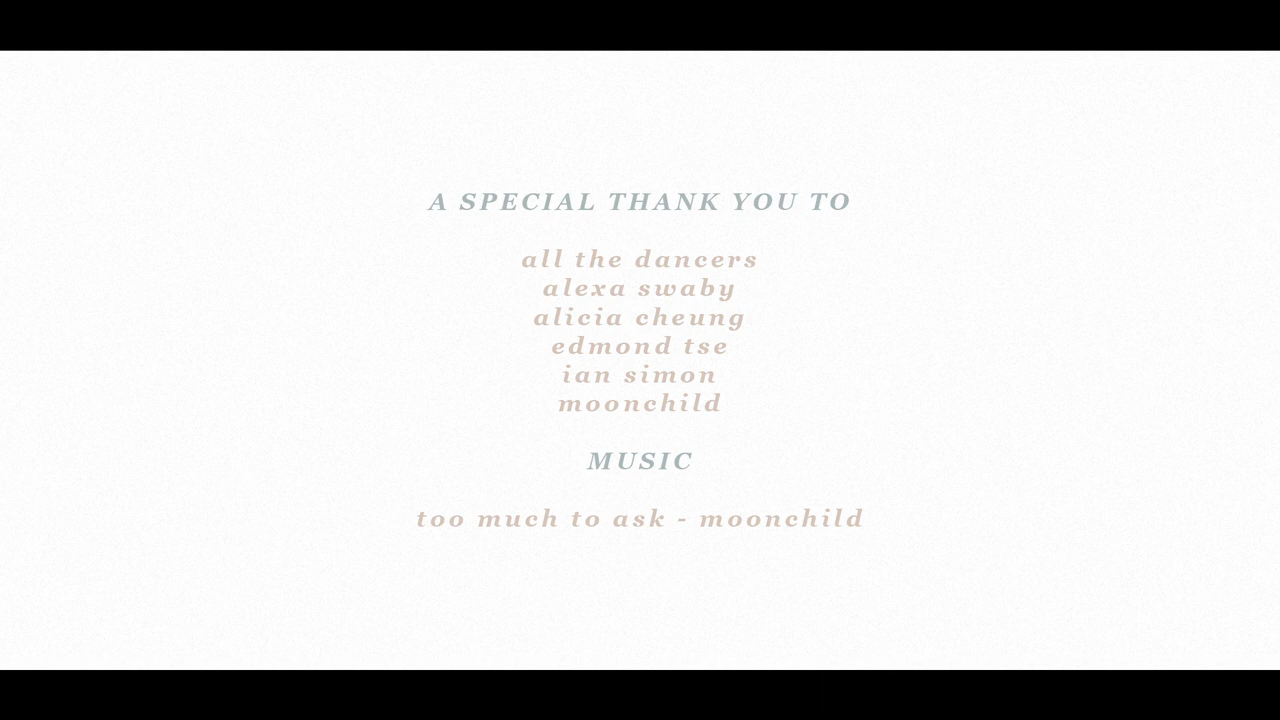 A SPECIAL THANK YOU TO
all the dancers
alexa swaby
alicia cheung
edmond tse
ian simon
moonchild
MUSIC
too much to ask - moonchild